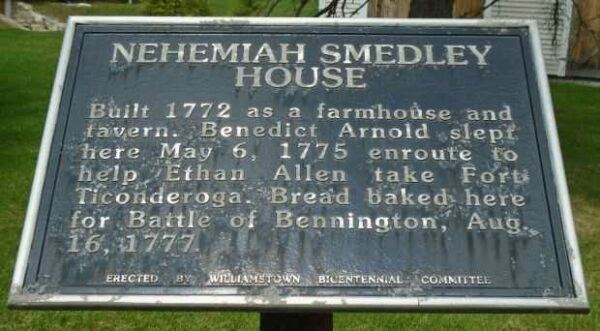 NEHEMIAH SMEDLEY
HOUSE
Built 1772 as a farmhouse and
tavern. Benedict Arnold slept
here May 6, 1775 enroute to
help Ethan Allen take Fort
Ticonderoga. Bread baked here
for Battle of Bennington, Aug.
16, 1777
ERECTED BY WILLIAMSTOWN BICENTENNIAL COMMITTEE